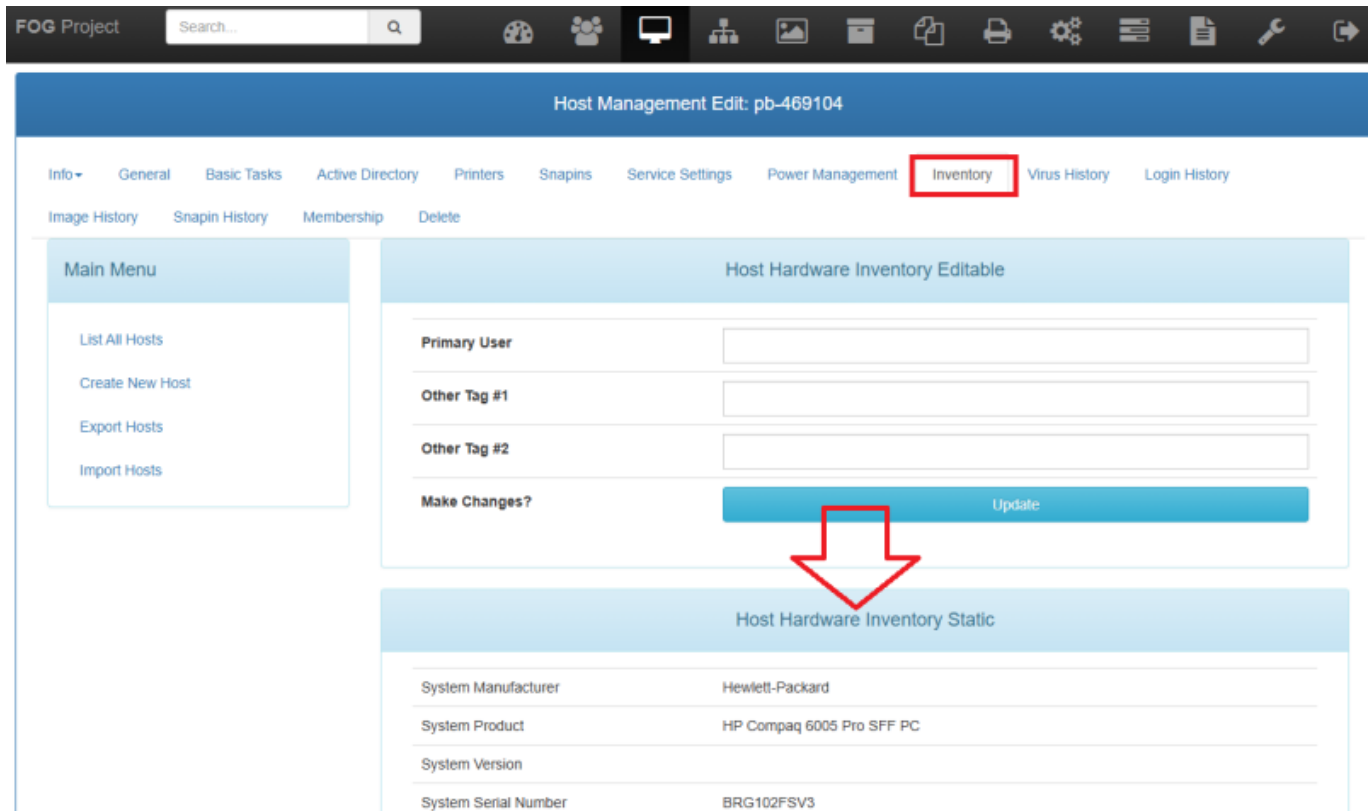 FOG Project Search...
Host Management Edit: pb-469104
Info General Basic Tasks Active Directory Printers Snapins Service Settings Power Management Inventory Virus History Login History
Image History Snapin History Membership Delete
Main Menu
List All Hosts
Create New Host
Export Hosts
Import Hosts
Host Hardware Inventory Editable
Primary User
Other Tag #1
Other Tag #2
Make Changes? Update
Host Hardware Inventory Static
System Manufacturer Hewlett-Packard
System Product HP Compaq 6005 Pro SFF PC
System Version
System Serial Number BRG102FSV3